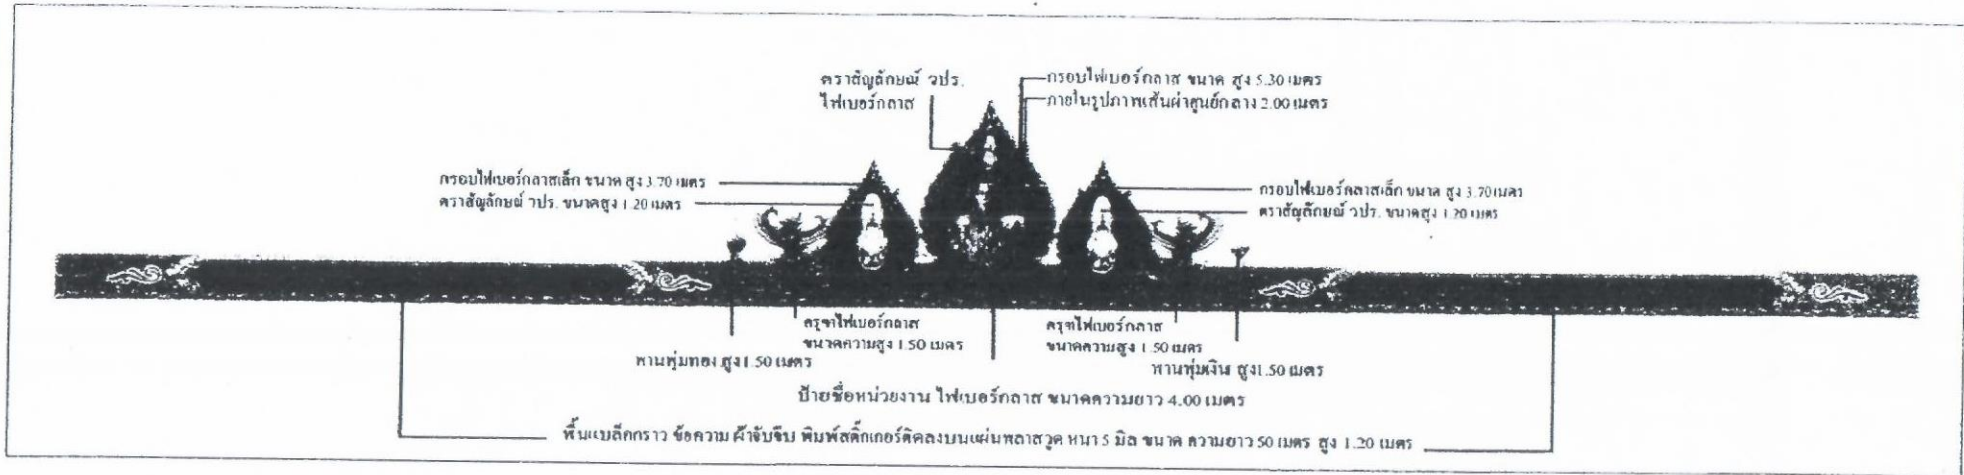 ตราสัญลักษณ์ วปร.
ไฟเบอร์กลาส
กรอบไฟเบอร์กลาส ขนาด สูง 5.30 เมตร
ภายในรูปภาพเส้นผ่าศูนย์กลาง 2.00 เมตร
กรอบไฟเบอร์กลาสเล็ก ขนาด สูง 3.70 เมตร
ตราสัญลักษณ์ วปร. ขนาดสูง 1.20 เมตร
กรอบไฟเบอร์กลาสเล็ก ขนาด สูง 3.70 เมตร
ตราสัญลักษณ์ วปร. ขนาดสูง 1.20 เมตร
ครุฑไฟเบอร์กลาส
ขนาดความสูง 1.50 เมตร
ครุฑไฟเบอร์กลาส
ขนาดความสูง 1.50 เมตร
พานพุ่มทอง สูง1.50 เมตร
พานพุ่มเงิน สูง1.50 เมตร
ป้ายชื่อหน่วยงาน ไฟเบอร์กลาส ขนาดความยาว 4.00 เมตร
พื้นแบล็คกราว ข้อความ ผ้าจับจีบ พิมพ์สติ๊กเกอร์ติดลงบนแผ่นพลาสวูด หนา 5 มิล ขนาด ความยาว 50 เมตร สูง 1.20 เมตร